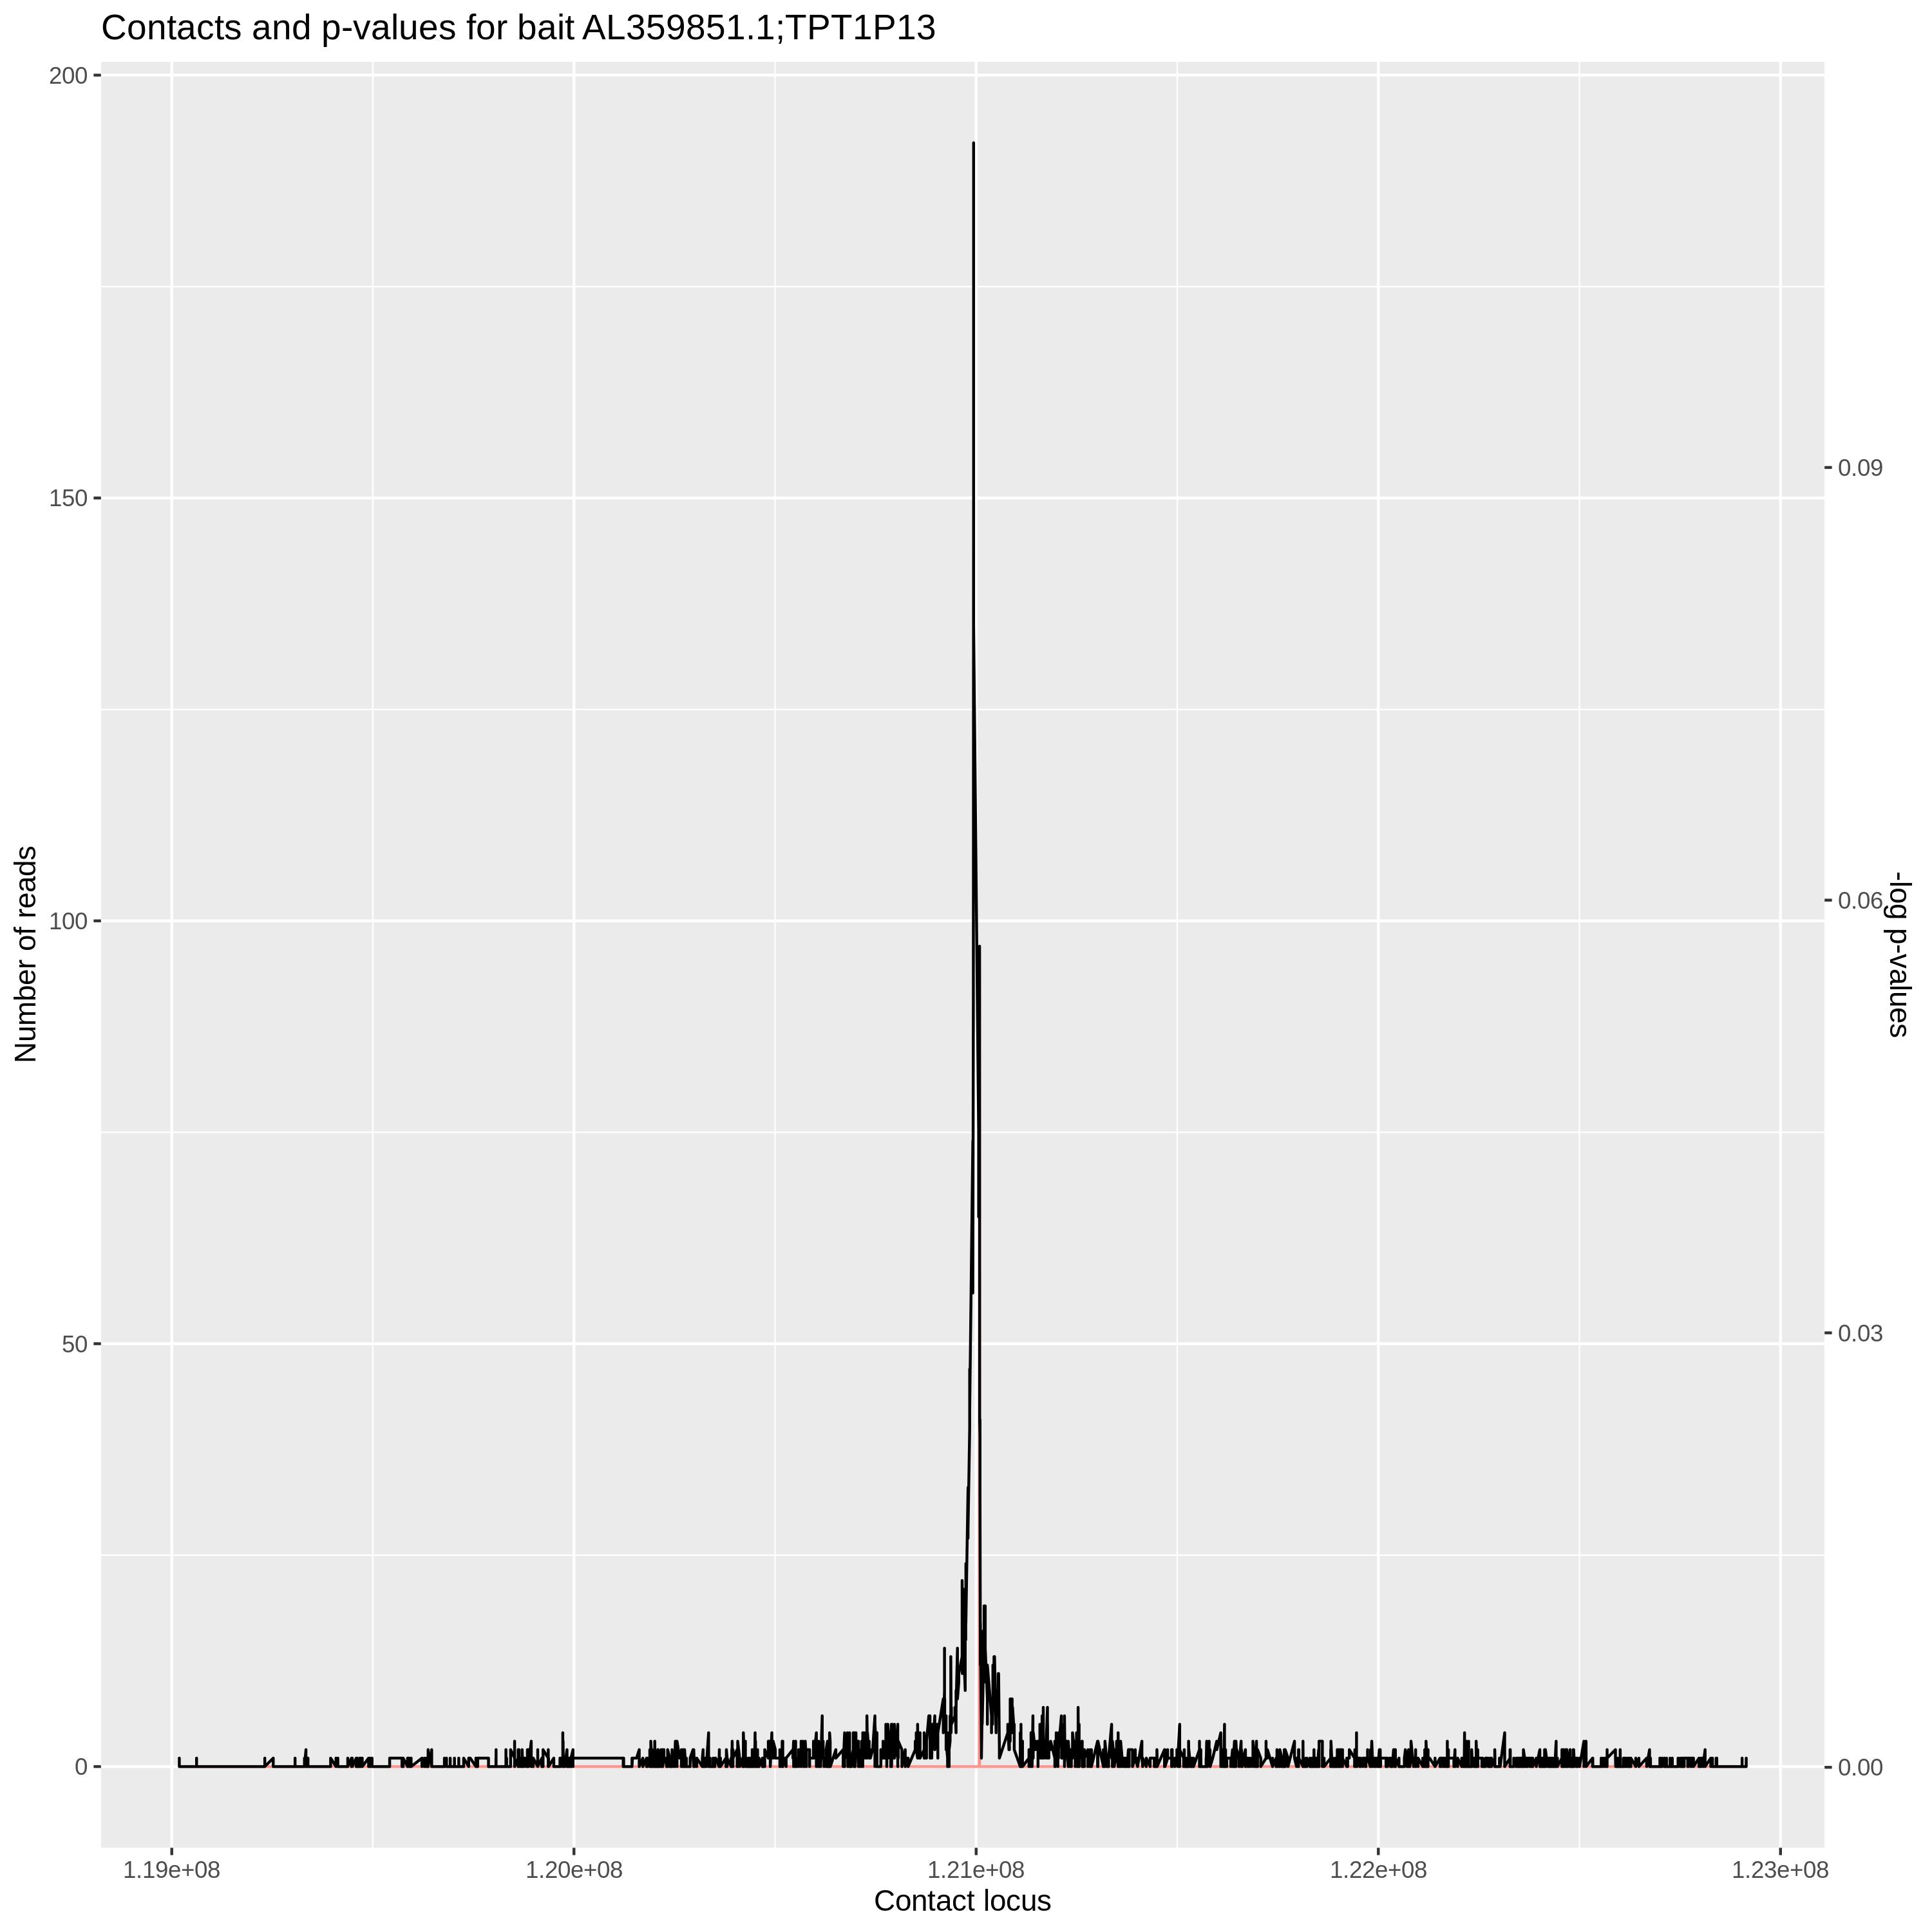 Contacts and p-values for bait AL359851.1;TPT1P13
200
150
100
50
0
Number of reads
0.09
0.06
0.03
0.00
-log p-values
1.19e+08
1.20e+08
1.21e+08
1.22e+08
1.23e+08
Contact locus